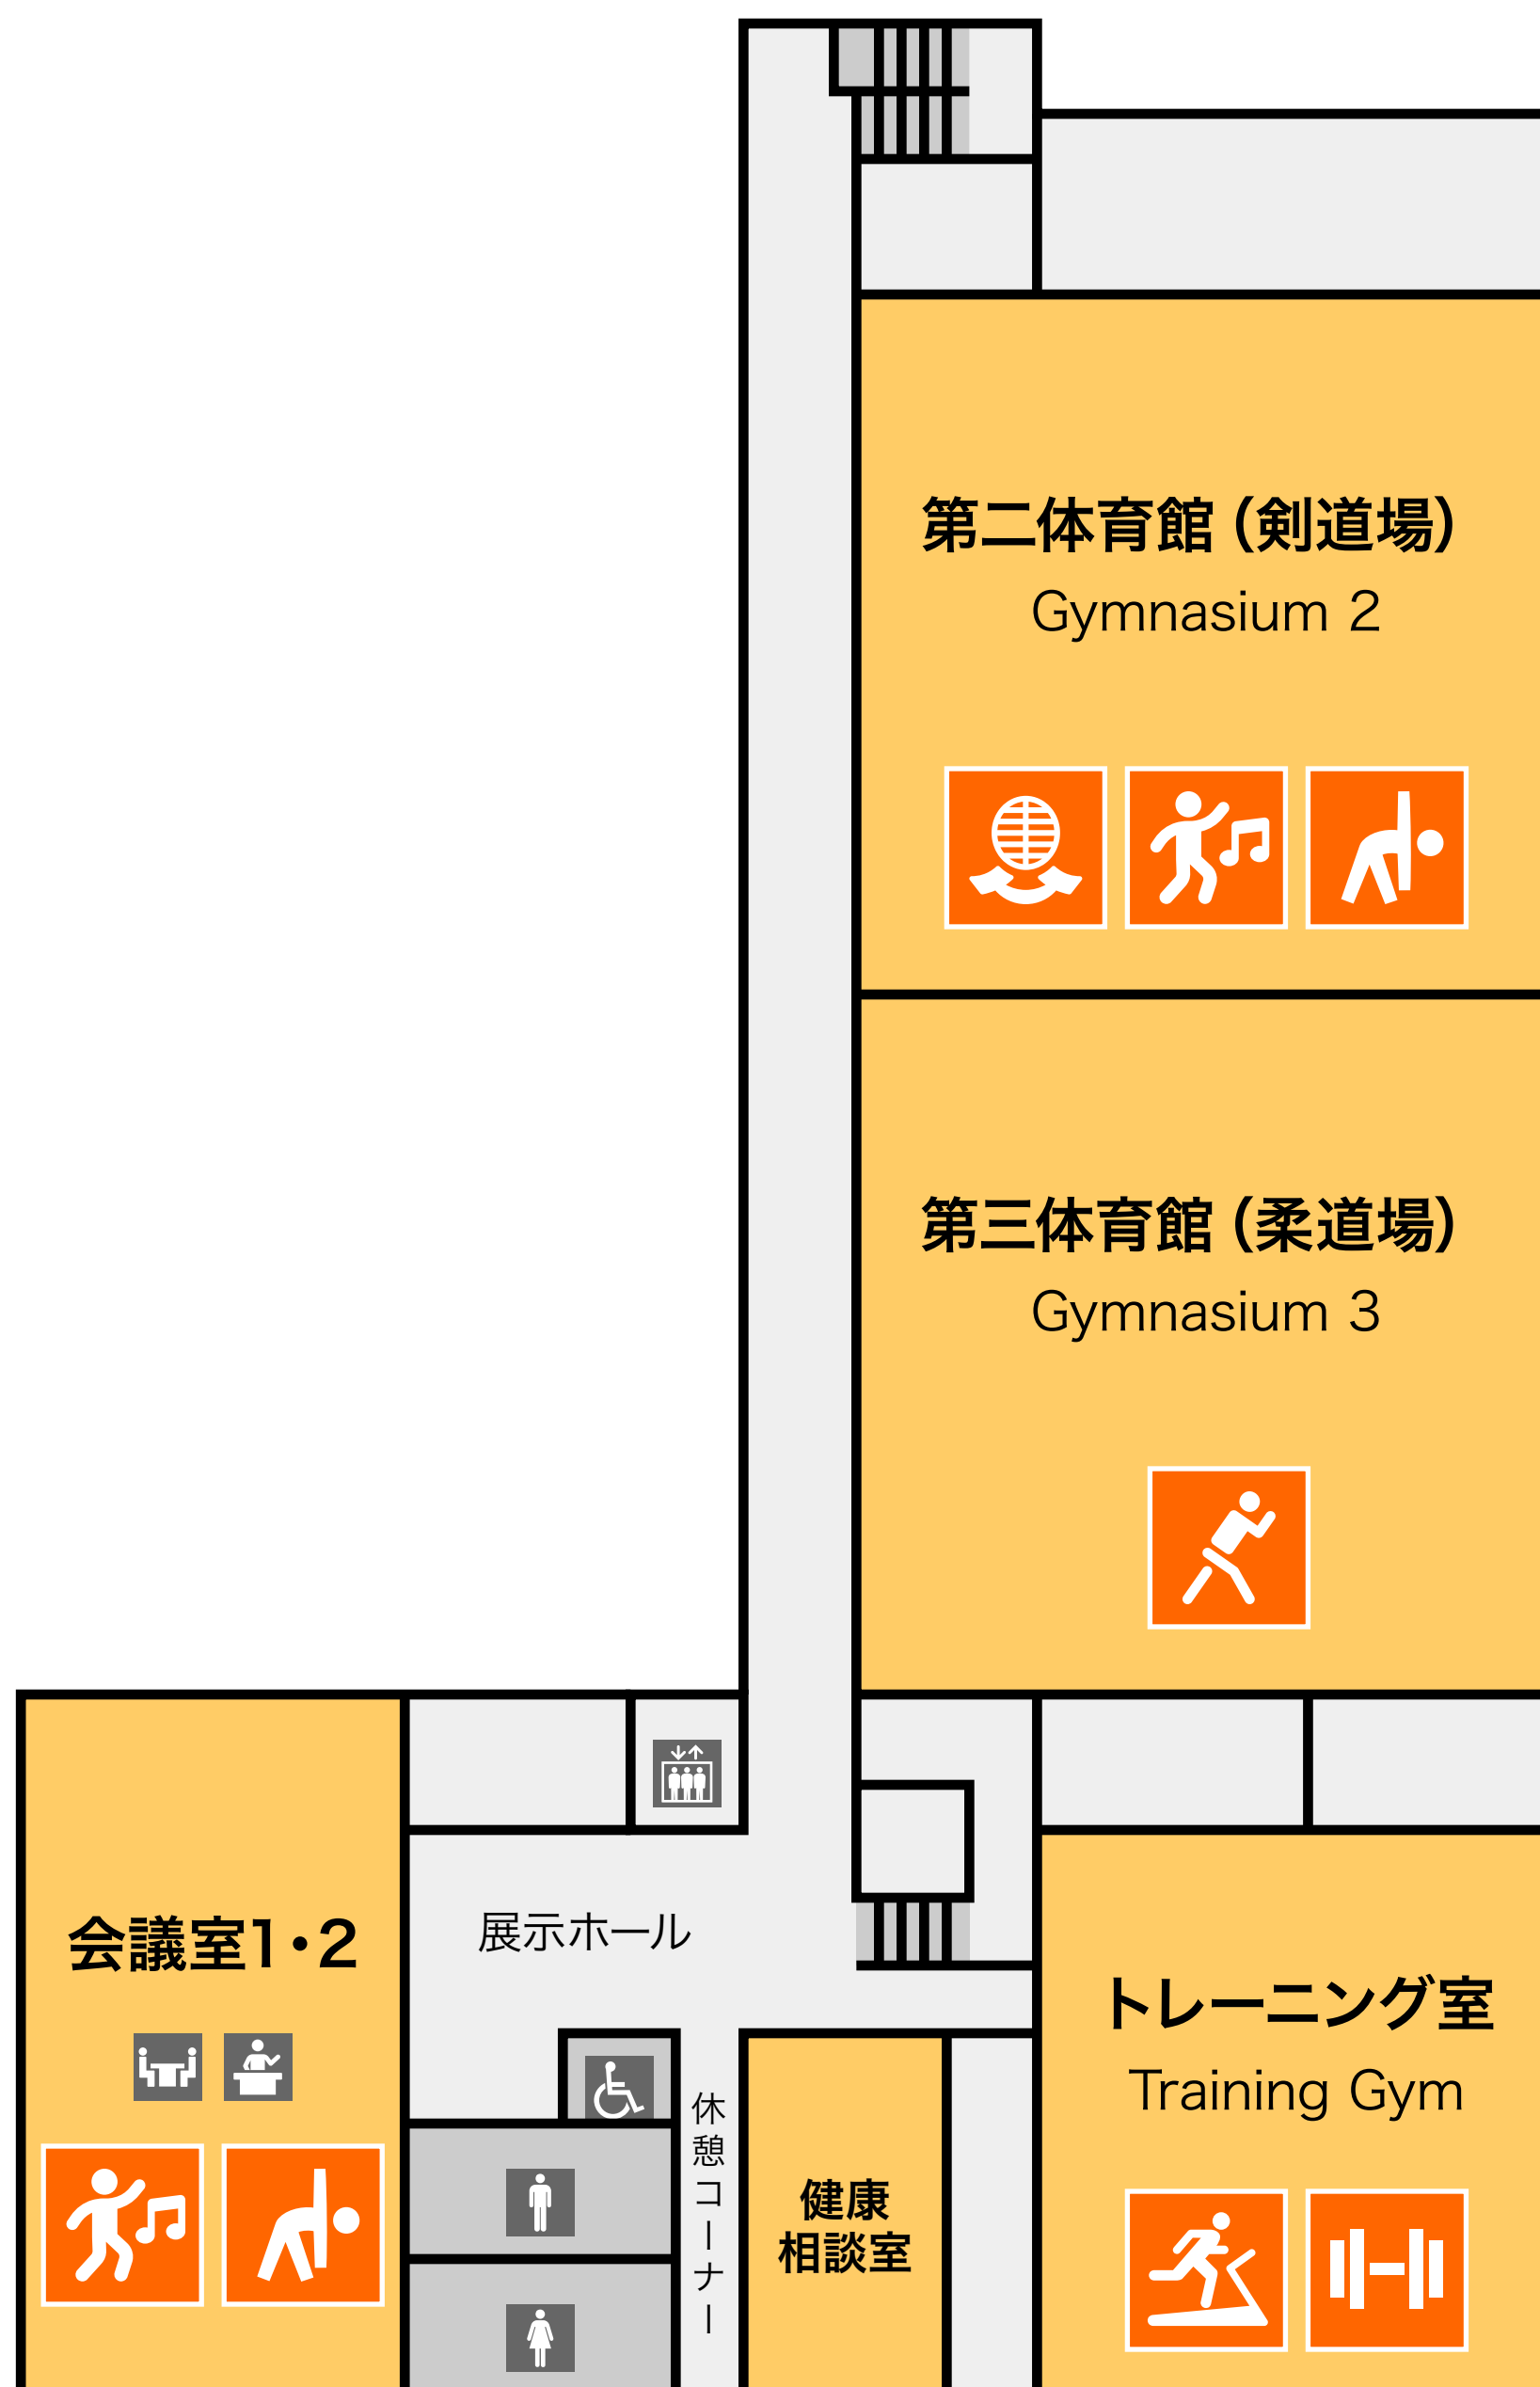 第二体育館（剣道場）
Gymnasium 2
第三体育館（柔道場）
Gymnasium 3
会議室1・2
展示ホール
トレーニング室
Training Gym
休憩コーナー
健康
相談室